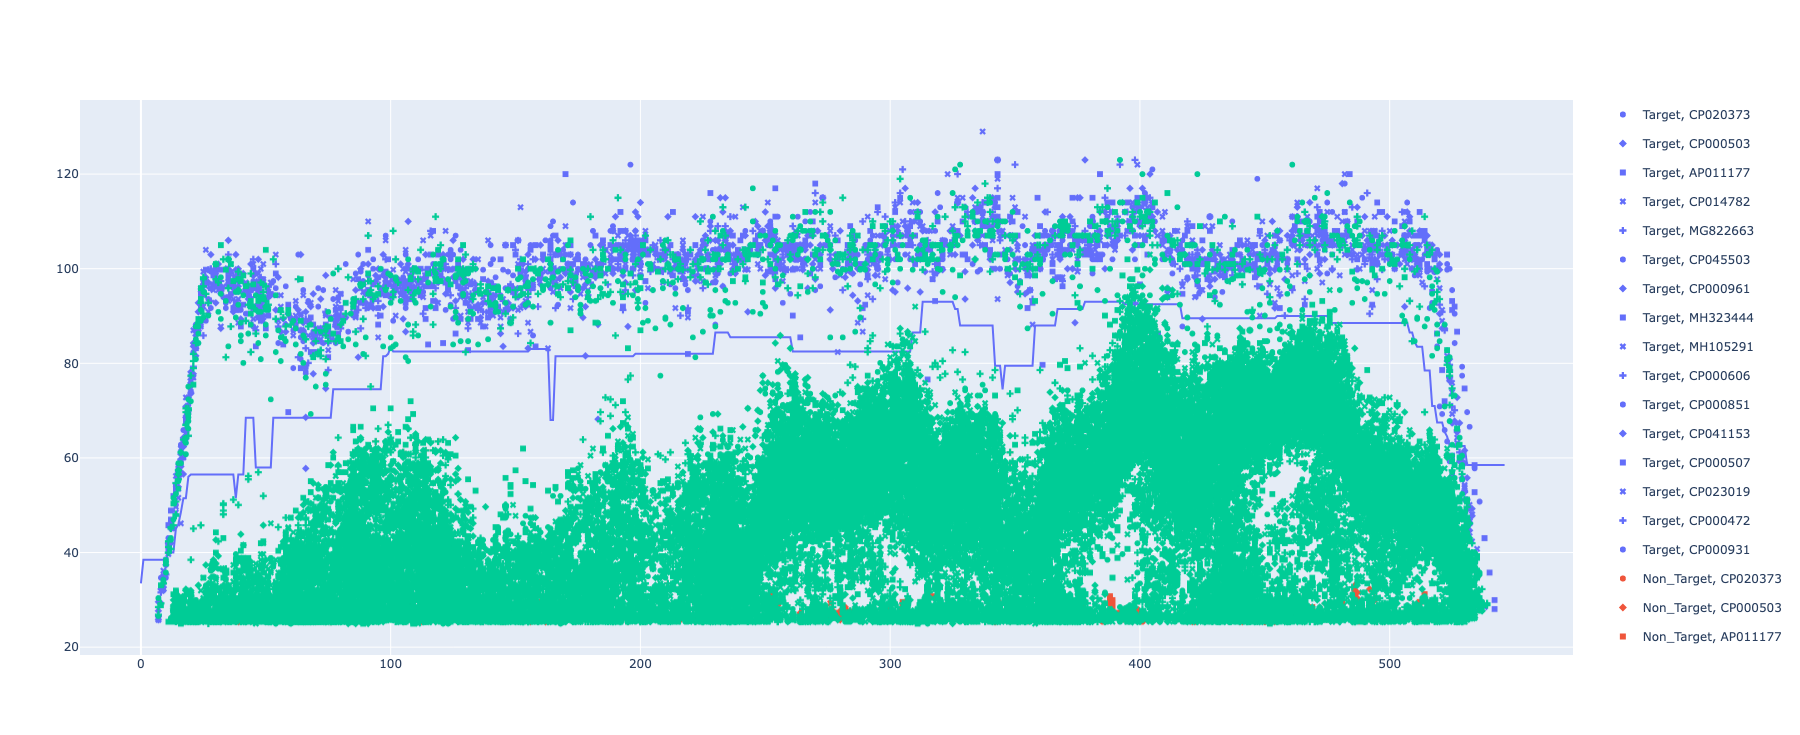 120
100
80
60
40
20
0
100
200
300
400
500
Target, CP020373
Target, CP000503
Target, AP011177
Target, CP014782
Target, MG822663
Target, CP045503
Target, CP000961
Target, MH323444
Target, MH105291
Target, CP000606
Target, CP000851
Target, CP041153
Target, CP000507
Target, CP023019
Target, CP000472
Target, CP000931
Non_Target, CP020373
Non_Target, CP000503
Non_Target, AP011177